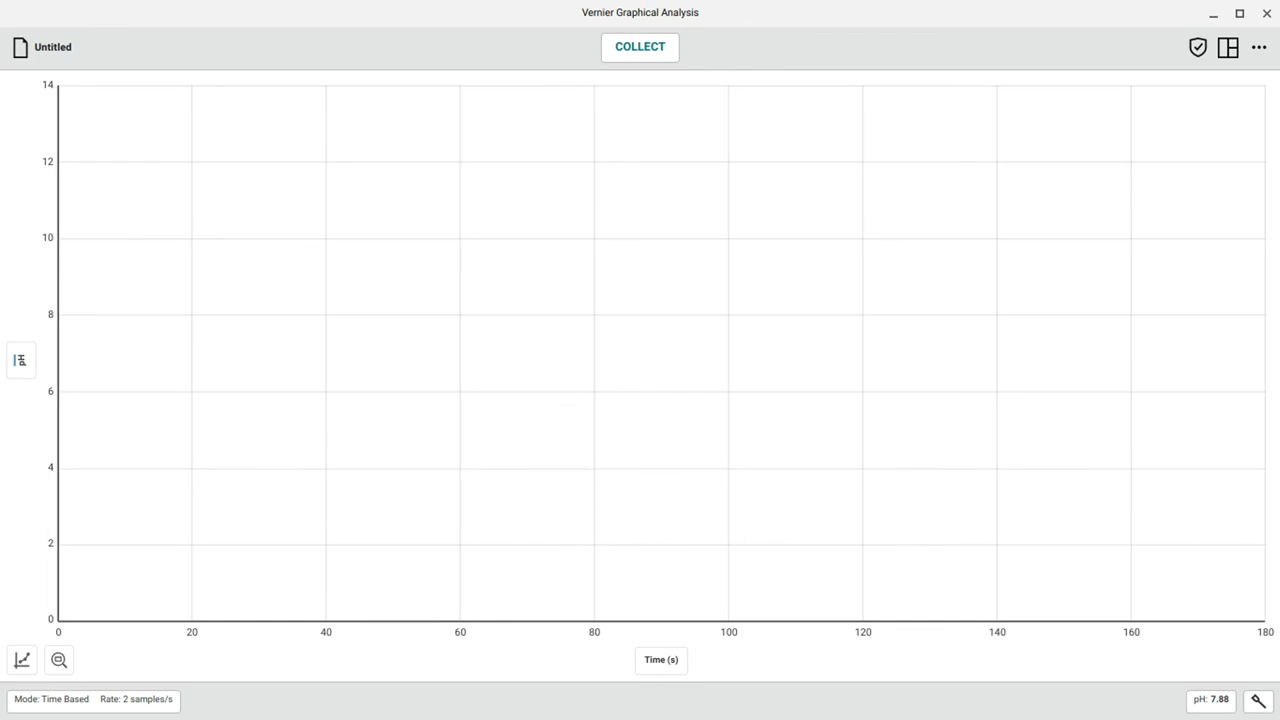 Vernier Graphical Analysis
Untitled
COLLECT
14
12
10
8
6
4
2
0
pH
0 20 40 60 80 100 120 140 160 180
Time (s)
Mode: Time Based Rate: 2 samples/s
pH: 7.88